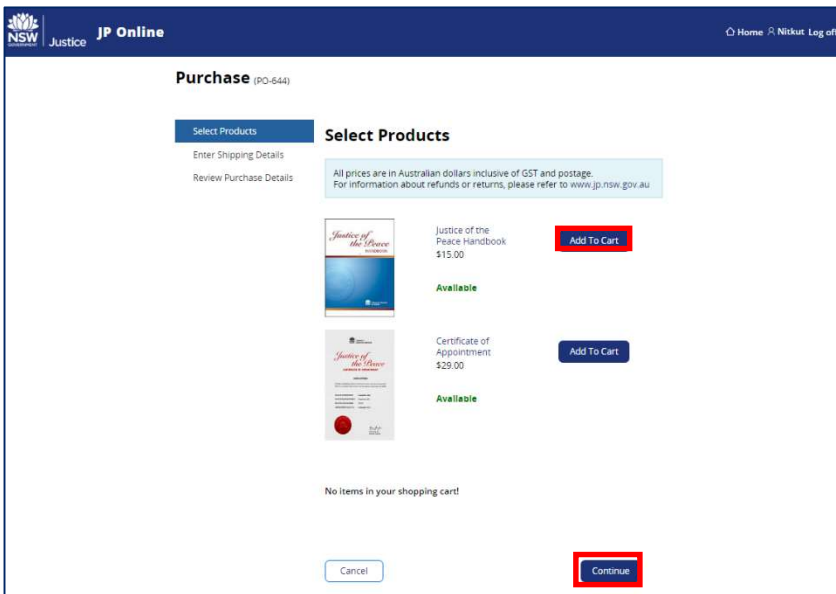 NSW
GOVERNMENT
Justice
JP Online
Home Nitkut Log off
Purchase (PO-644)
Select Products
Enter Shipping Details
Review Purchase Details
Select Products
All prices are in Australian dollars inclusive of GST and postage.
For information about refunds or returns, please refer to www.jp.nsw.gov.au
Justice of
the Peace
HANDBOOK
Justice of the
Peace Handbook
$15.00
Available
Add To Cart
Justice of
the Peace
Certificate of
Appointment
$29.00
Available
Add To Cart
No items in your shopping cart!
Cancel
Continue